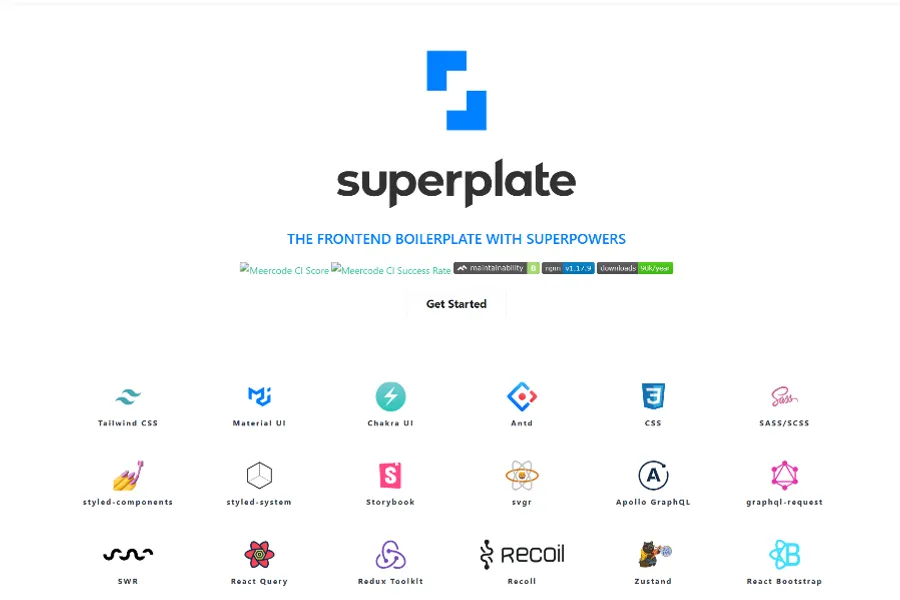 superplate
THE FRONTEND BOILERPLATE WITH SUPERPOWERS
Meercode CI Score Meercode CI Success Rate maintainability B npm v1.17.9 downloads 90k/year
Get Started
Tailwind CSS Material UI Chakra UI Antd CSS SASS/SCSS
styled-components styled-system Storybook svgr Apollo GraphQL graphql-request
SWR React Query Redux Toolkit Recoil Zustand React Bootstrap